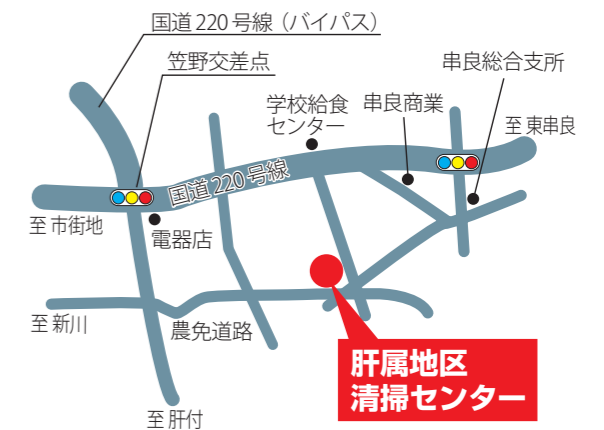 国道220号線（バイパス）
笠野交差点
串良総合支所
学校給食
センター
串良商業
至東串良
国道220号線
至市街地
電器店
至新川
農免道路
肝属地区
清掃センター
至肝付